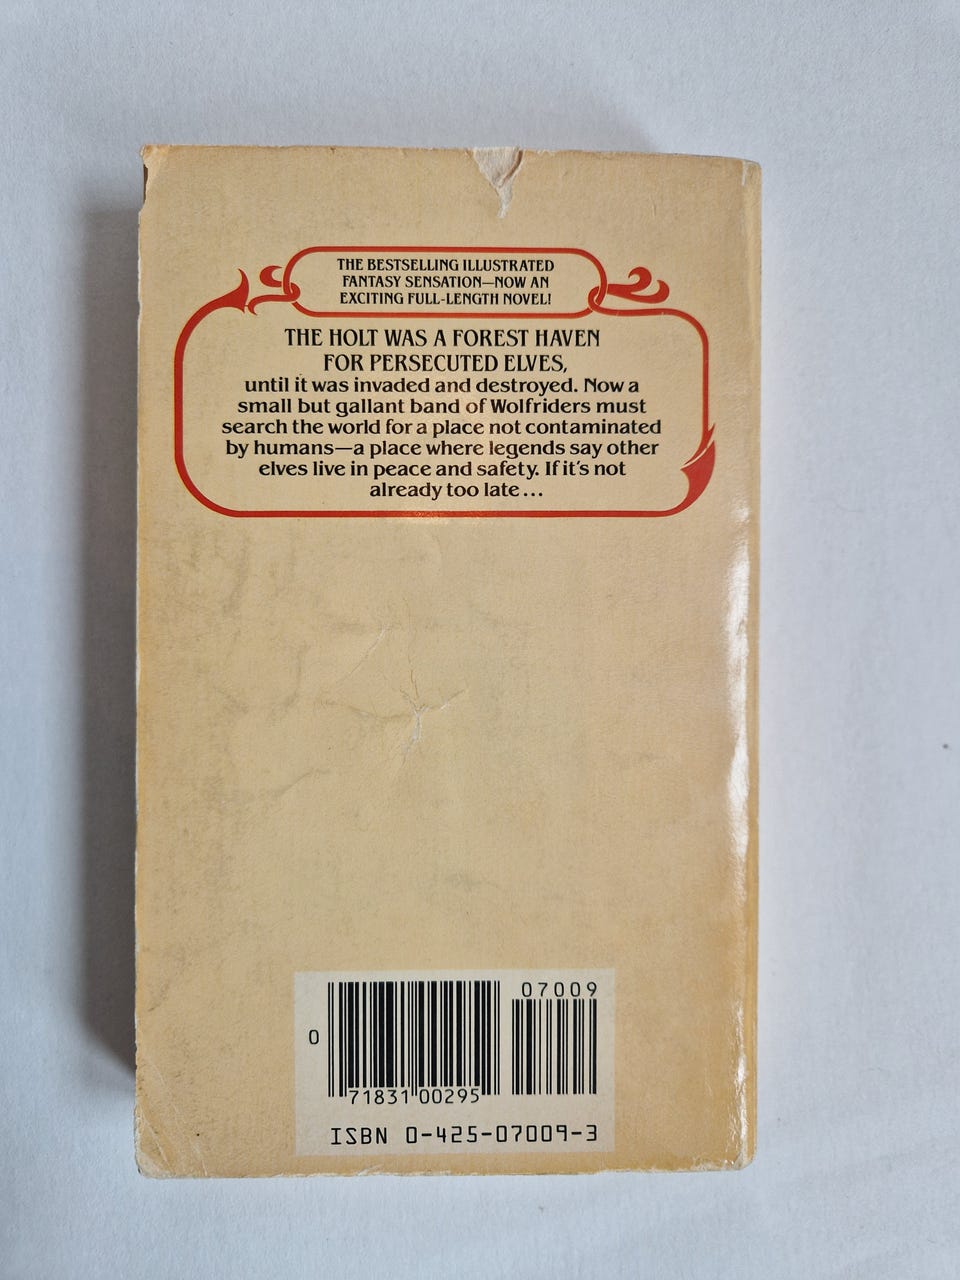 THE BESTSELLING ILLUSTRATED
FANTASY SENSATION—NOW AN
EXCITING FULL-LENGTH NOVEL!
THE HOLT WAS A FOREST HAVEN
FOR PERSECUTED ELVES,
until it was invaded and destroyed. Now a
small but gallant band of Wolfriders must
search the world for a place not contaminated
by humans—a place where legends say other
elves live in peace and safety. If it's not
already too late...
07009
0
71831 00295
ISBN 0-425-07009-3